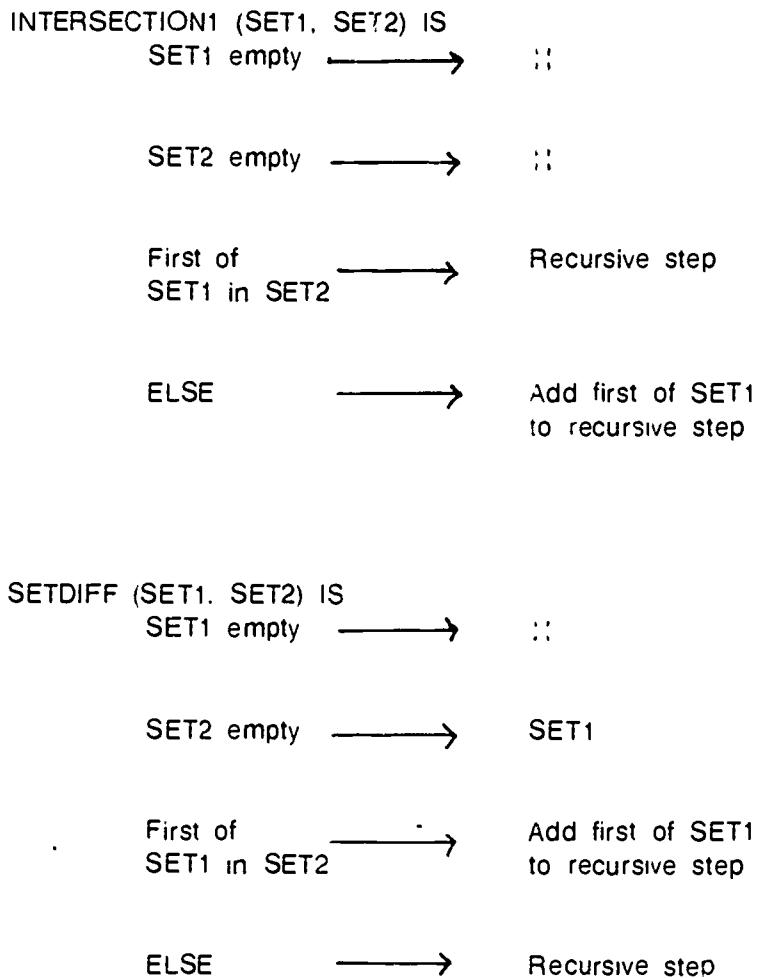 INTERSECTION1 (SET1, SET2) IS
SET1 empty → {}
SET2 empty → {}
First of
SET1 in SET2 → Recursive step
ELSE → Add first of SET1
to recursive step
SETDIFF (SET1. SET2) IS
SET1 empty → {}
SET2 empty → SET1
First of
SET1 in SET2 → Add first of SET1
to recursive step
ELSE → Recursive step